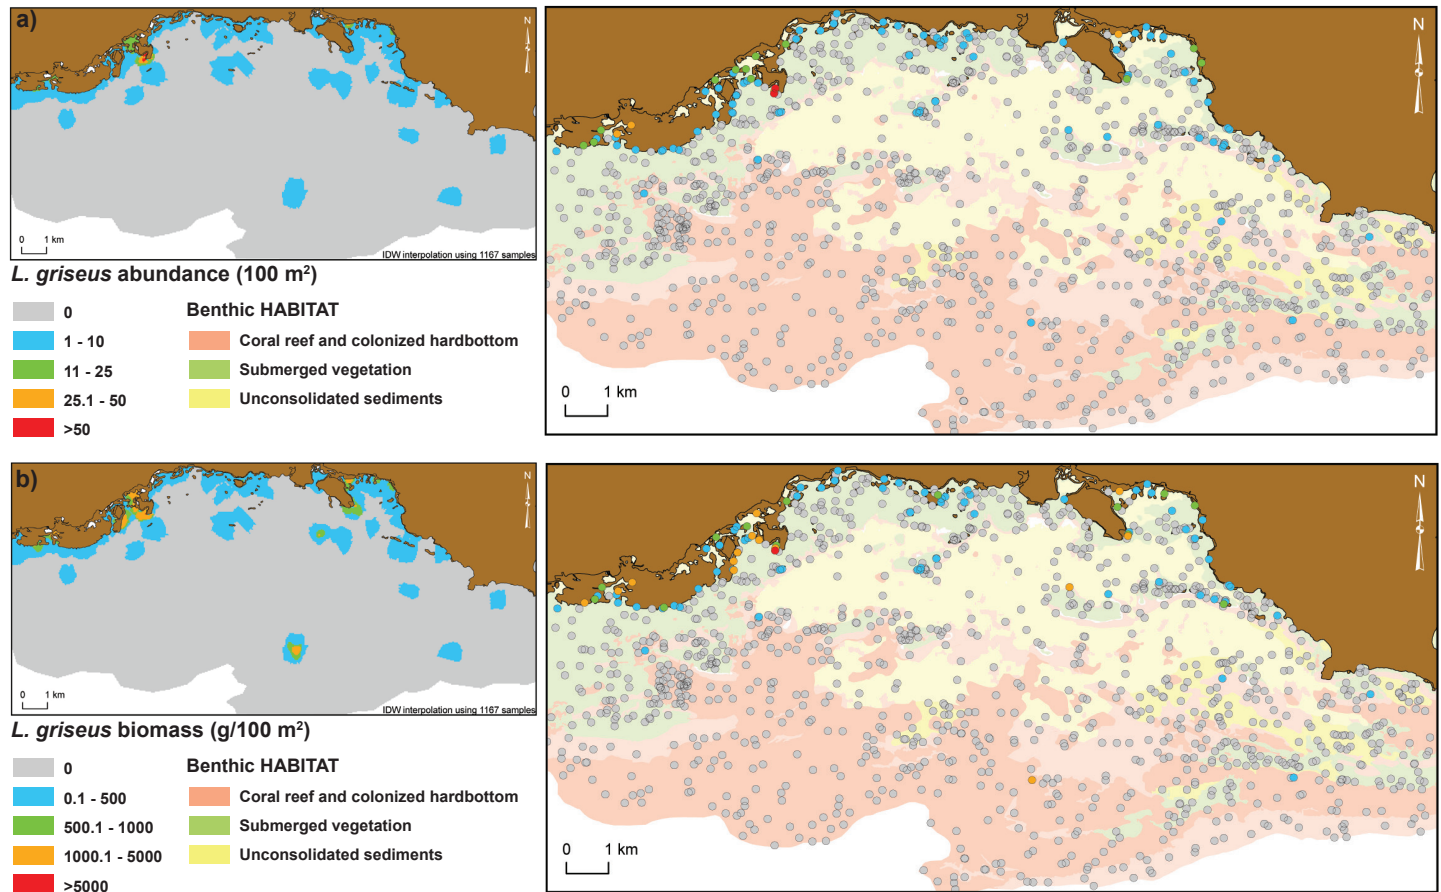 a)
N
0 1 km
IDW interpolation using 1167 samples
N
0 1 km
L. griseus abundance (100 m²)
0
1 - 10
11 - 25
25.1 - 50
>50
Benthic HABITAT
Coral reef and colonized hardbottom
Submerged vegetation
Unconsolidated sediments
b)
N
0 1 km
IDW interpolation using 1167 samples
N
0 1 km
L. griseus biomass (g/100 m²)
0
0.1 - 500
500.1 - 1000
1000.1 - 5000
>5000
Benthic HABITAT
Coral reef and colonized hardbottom
Submerged vegetation
Unconsolidated sediments